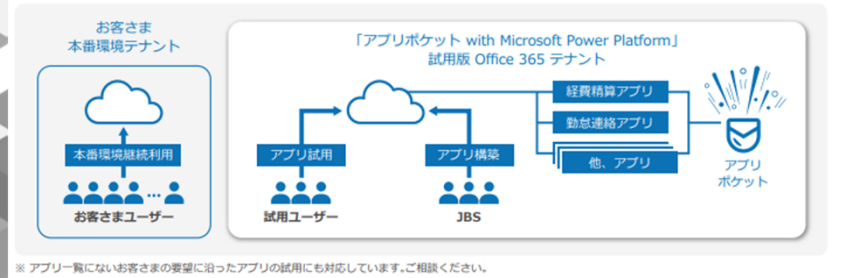 お客さま
本番環境テナント
「アプリポケット with Microsoft Power Platform」
試用版 Office 365 テナント
本番環境継続利用
お客さまユーザー
アプリ試用
試用ユーザー
アプリ構築
JBS
経費精算アプリ
勤怠連絡アプリ
他、アプリ
アプリ
ポケット
※ アプリ一覧にないお客さまの要望に沿ったアプリの試用にも対応しています。ご相談ください。